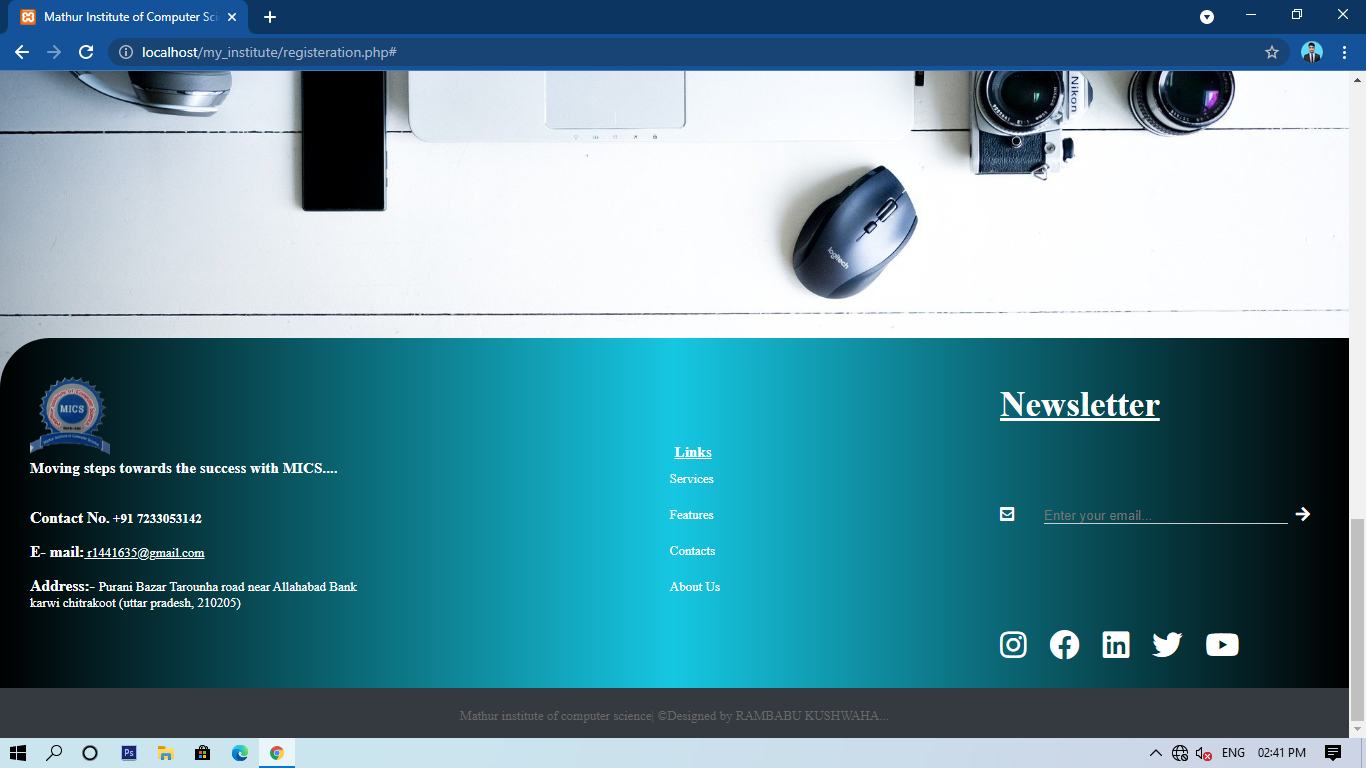 Mathur Institute of Computer Sci
localhost/my_institute/registeration.php#
Nikon
logitech
MICS
Moving steps towards the success with MICS....
Contact No. +91 7233053142
E- mail: r1441635@gmail.com
Address:- Purani Bazar Tarounha road near Allahabad Bank
karwi chitrakoot (uttar pradesh, 210205)
Links
Services
Features
Contacts
About Us
Newsletter
Enter your email...
Mathur institute of computer science| ©Designed by RAMBABU KUSHWAHA...
Ps
ENG
02:41 PM